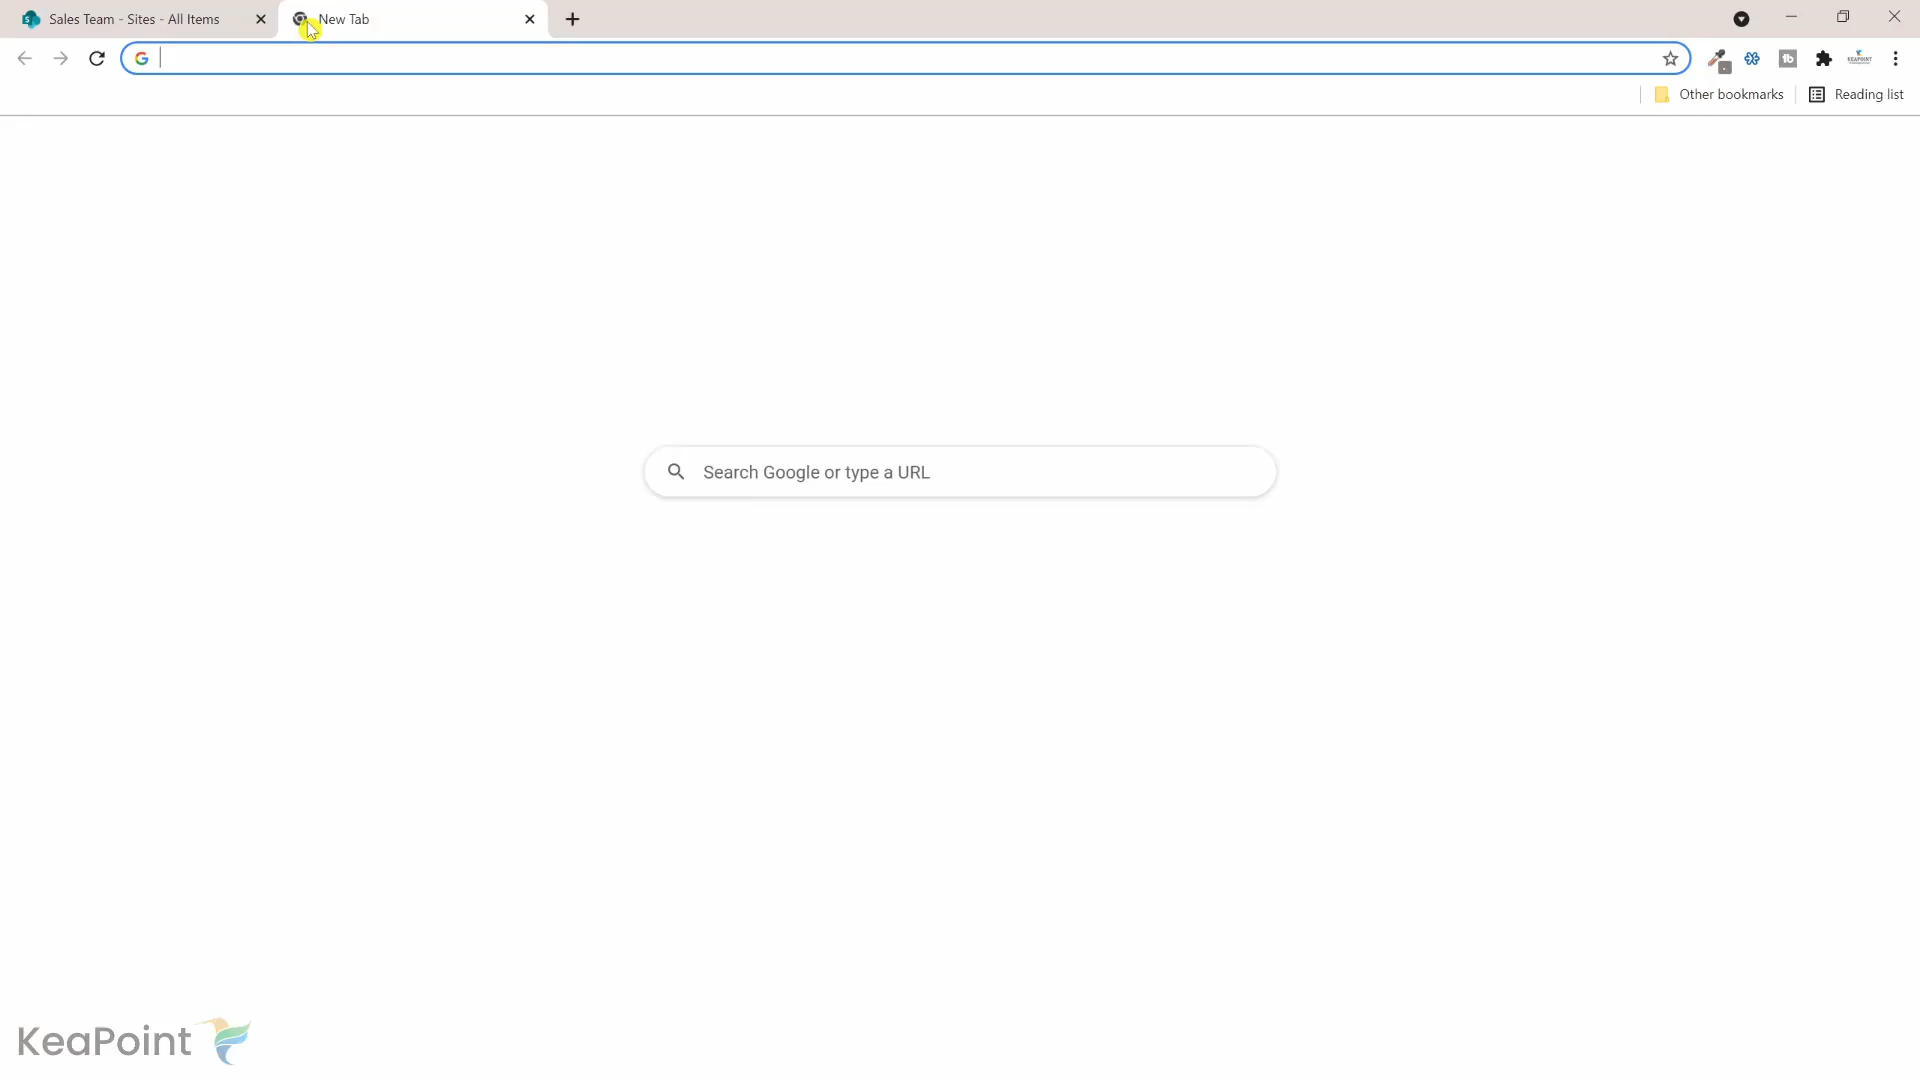 Sales Team - Sites - All Items
New Tab
Other bookmarks
Reading list
Search Google or type a URL
KeaPoint